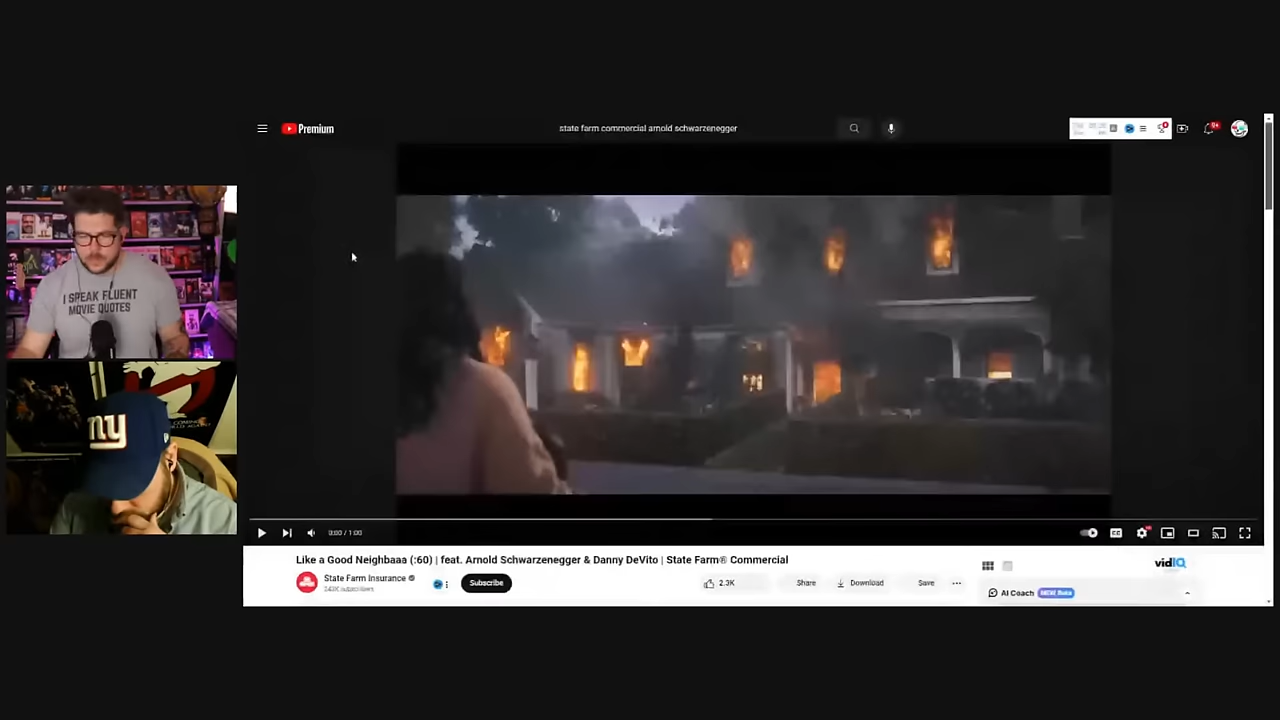 Premium
state farm commercial arnold schwarzenegger
9+
I SPEAK FLUENT
MOVIE QUOTES
ny
0:00 / 1:00
Like a Good Neighbaaa (:60) | feat. Arnold Schwarzenegger & Danny DeVito | State Farm® Commercial
State Farm Insurance
Subscribe
2.3K
Share
Download
Save
vidIQ
AI Coach